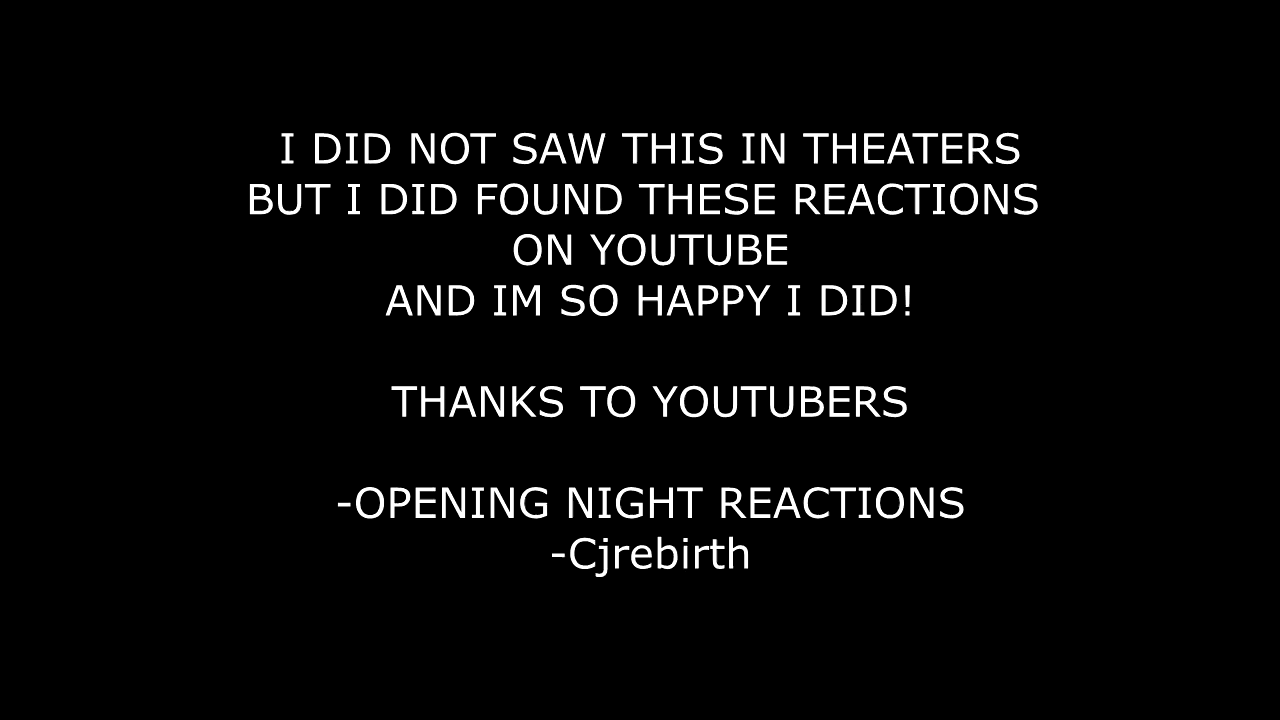 I DID NOT SAW THIS IN THEATERS
BUT I DID FOUND THESE REACTIONS
ON YOUTUBE
AND IM SO HAPPY I DID!
THANKS TO YOUTUBERS
-OPENING NIGHT REACTIONS
-Cjrebirth